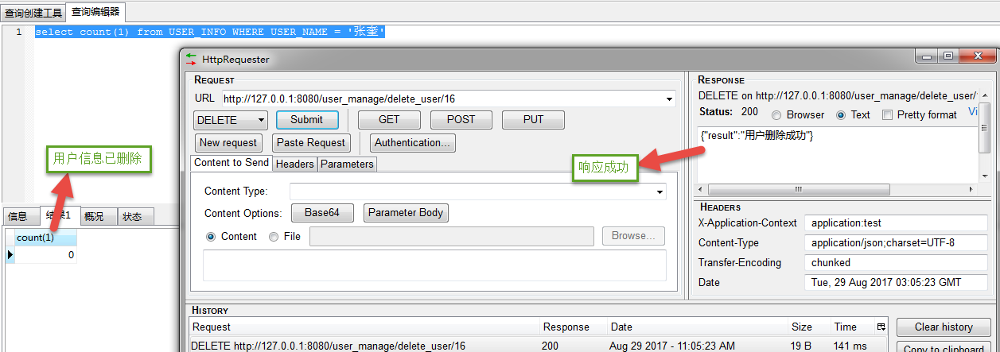 查询创建工具 查询编辑器
1 select count(1) from USER_INFO WHERE USER_NAME = '张奎'
用户信息已删除
信息 结果1 概况 状态
count(1)
0
HttpRequester
REQUEST
URL http://127.0.0.1:8080/user_manage/delete_user/16
DELETE Submit GET POST PUT
New request Paste Request Authentication...
Content to Send Headers Parameters
Content Type:
Content Options: Base64 Parameter Body
Content File Browse...
响应成功
RESPONSE
DELETE on http://127.0.0.1:8080/user_manage/delete_user/
Status: 200 Browser Text Pretty format Vi
{"result":"用户删除成功"}
HEADERS
X-Application-Context application:test
Content-Type application/json;charset=UTF-8
Transfer-Encoding chunked
Date Tue, 29 Aug 2017 03:05:23 GMT
HISTORY
Request Response Date Size Time
DELETE http://127.0.0.1:8080/user_manage/delete_user/16 200 Aug 29 2017 - 11:05:23 AM 19 B 141 ms
Clear history
Copy to clipboard